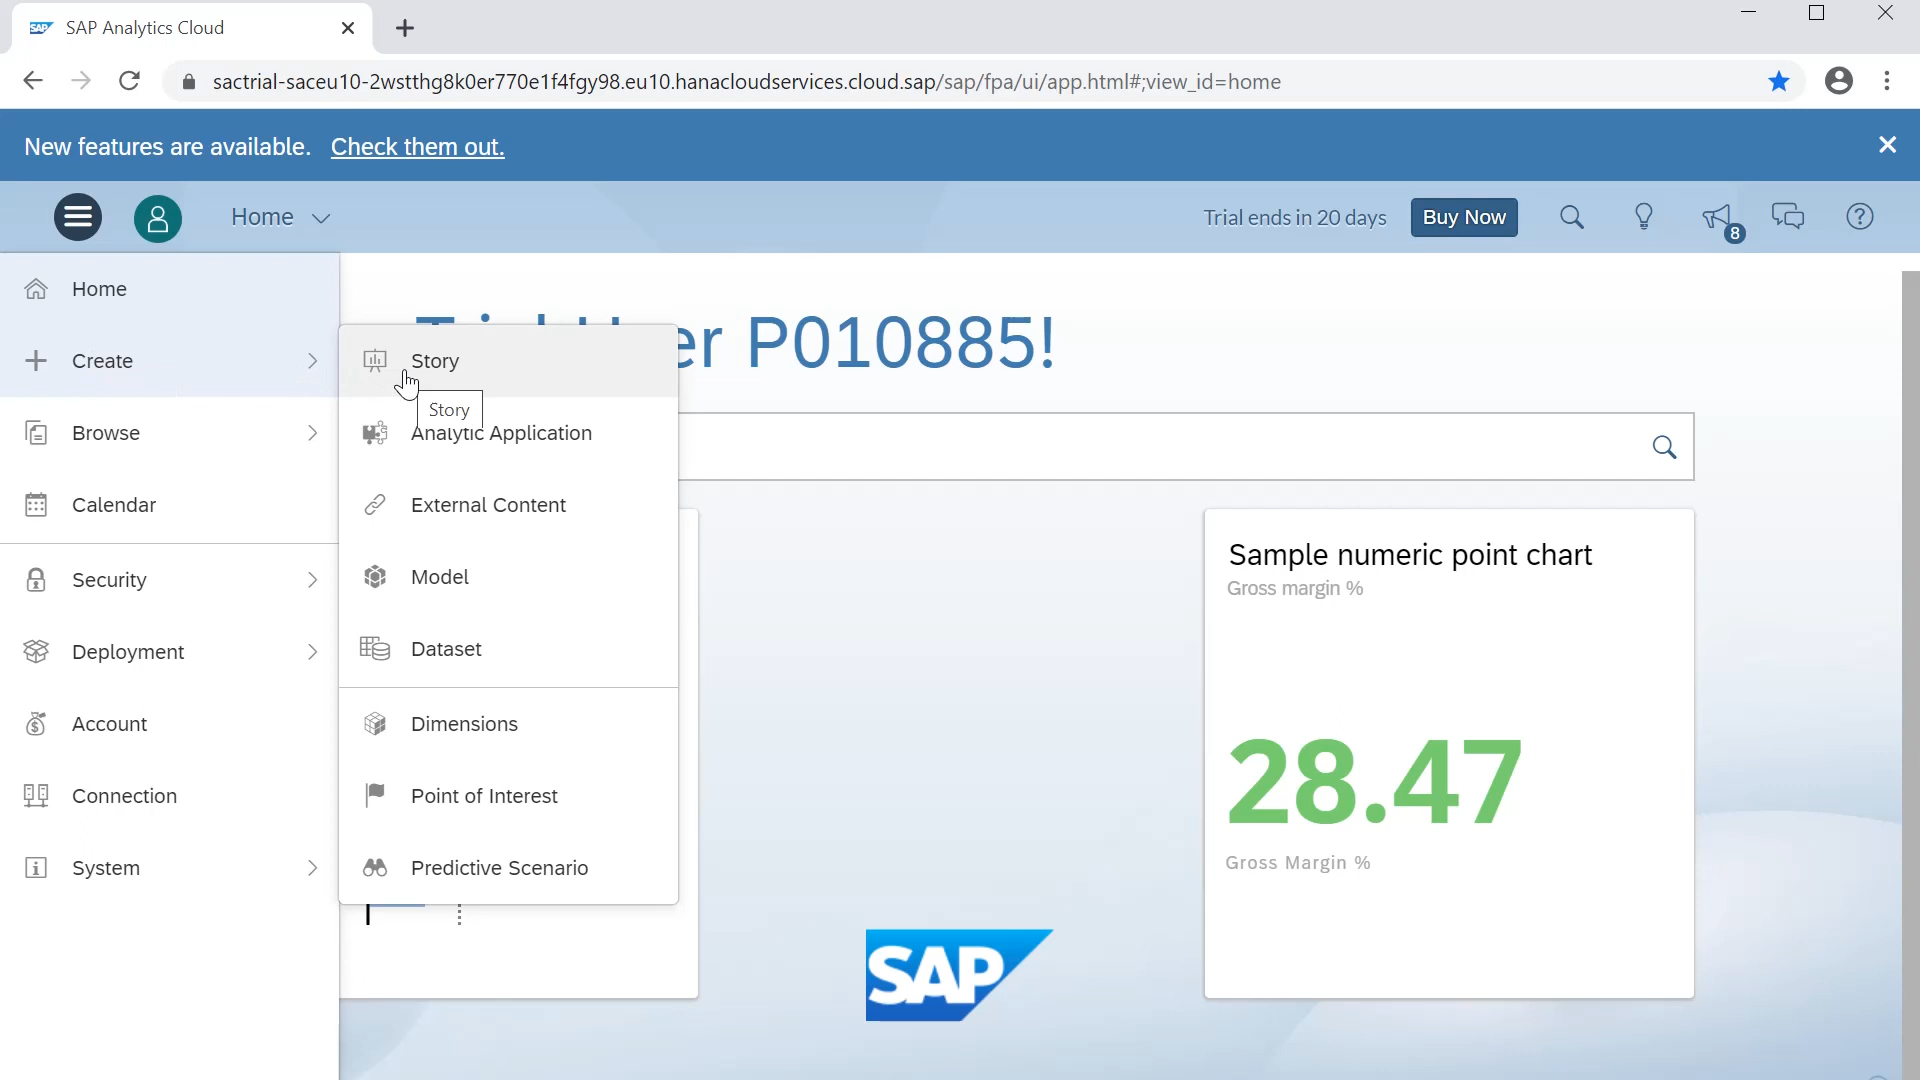 SAP SAP Analytics Cloud
sactrial-saceu10-2wstthg8k0er770e1f4fgy98.eu10.hanacloudservices.cloud.sap/sap/fpa/ui/app.html#;view_id=home
New features are available. Check them out.
Home
Trial ends in 20 days
Buy Now
8
Home
Create
Browse
Calendar
Security
Deployment
Account
Connection
System
Story
Story
Analytic Application
External Content
Model
Dataset
Dimensions
Point of Interest
Predictive Scenario
P010885!
Sample numeric point chart
Gross margin %
28.47
Gross Margin %
SAP